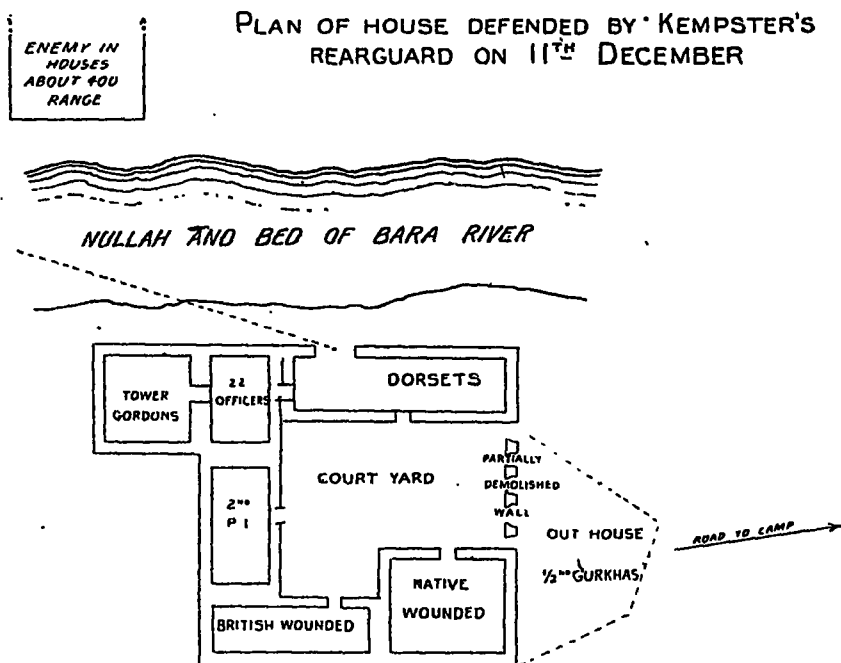 PLAN OF HOUSE DEFENDED BY KEMPSTER'S
REARGUARD ON 11TH DECEMBER
ENEMY IN
HOUSES
ABOUT 400
RANGE
NULLAH AND BED OF BARA RIVER
TOWER
GORDONS
22
OFFICERS
DORSETS
COURT YARD
PARTIALLY
DEMOLISHED
WALL
2ND
P I
OUT HOUSE
1/2ND GURKHAS
ROAD TO CAMP
NATIVE
WOUNDED
BRITISH WOUNDED